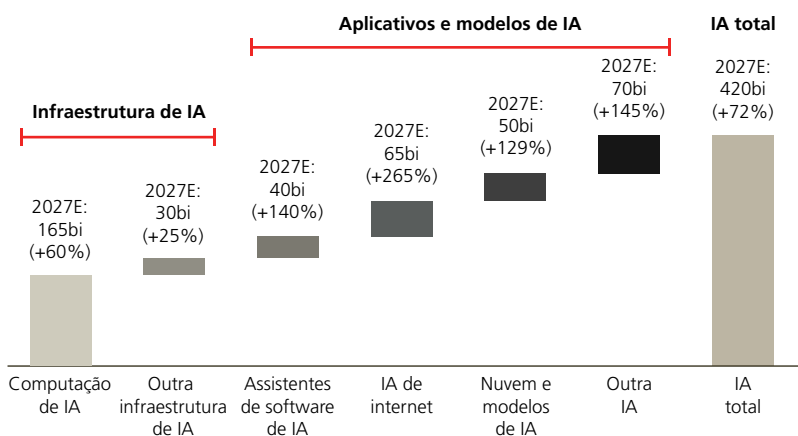 Aplicativos e modelos de IA
IA total
Infraestrutura de IA
2027E:
165bi
(+60%)
2027E:
30bi
(+25%)
2027E:
40bi
(+140%)
2027E:
65bi
(+265%)
2027E:
50bi
(+129%)
2027E:
70bi
(+145%)
2027E:
420bi
(+72%)
Computação
de IA
Outra
infraestrutura
de IA
Assistentes
de software
de IA
IA de
internet
Nuvem e
modelos
de IA
Outra
IA
IA
total